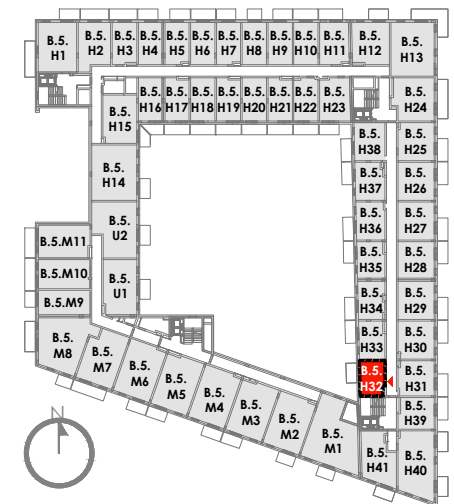 B.5.
H1
B.5.
H2
B.5.
H3
B.5.
H4
B.5.
H5
B.5.
H6
B.5.
H7
B.5.
H8
B.5.
H9
B.5.
H10
B.5.
H11
B.5.
H12
B.5.
H13
B.5.
H15
B.5.
H16
B.5.
H17
B.5.
H18
B.5.
H19
B.5.
H20
B.5.
H21
B.5.
H22
B.5.
H23
B.5.
H24
B.5.
H38
B.5.
H25
B.5.
H14
B.5.
H37
B.5.
H26
B.5.
U2
B.5.
H36
B.5.
H27
B.5.M11
B.5.
H35
B.5.
H28
B.5.M10
B.5.
U1
B.5.
H34
B.5.
H29
B.5.M9
B.5.
M8
B.5.
M7
B.5.
M6
B.5.
M5
B.5.
M4
B.5.
M3
B.5.
M2
B.5.
M1
B.5.
H33
B.5.
H30
B.5.
H32
B.5.
H31
B.5.
H39
B.5.
H41
B.5.
H40
N